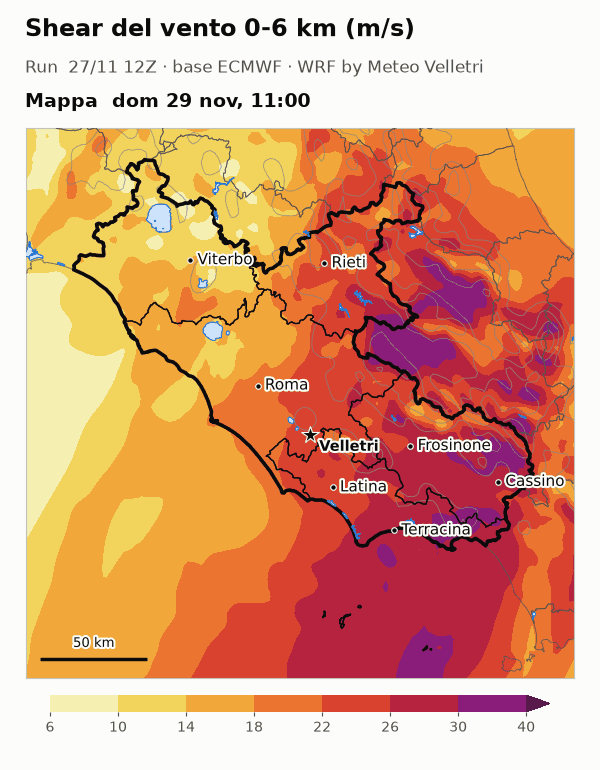 Shear del vento 0-6 km (m/s)
Run  27/11 12Z · base ECMWF · WRF by Meteo Velletri
Mappa  dom 29 nov, 11:00
Viterbo
Rieti
Roma
Velletri
Frosinone
Latina
Cassino
Terracina
50 km
6 10 14 18 22 26 30 40